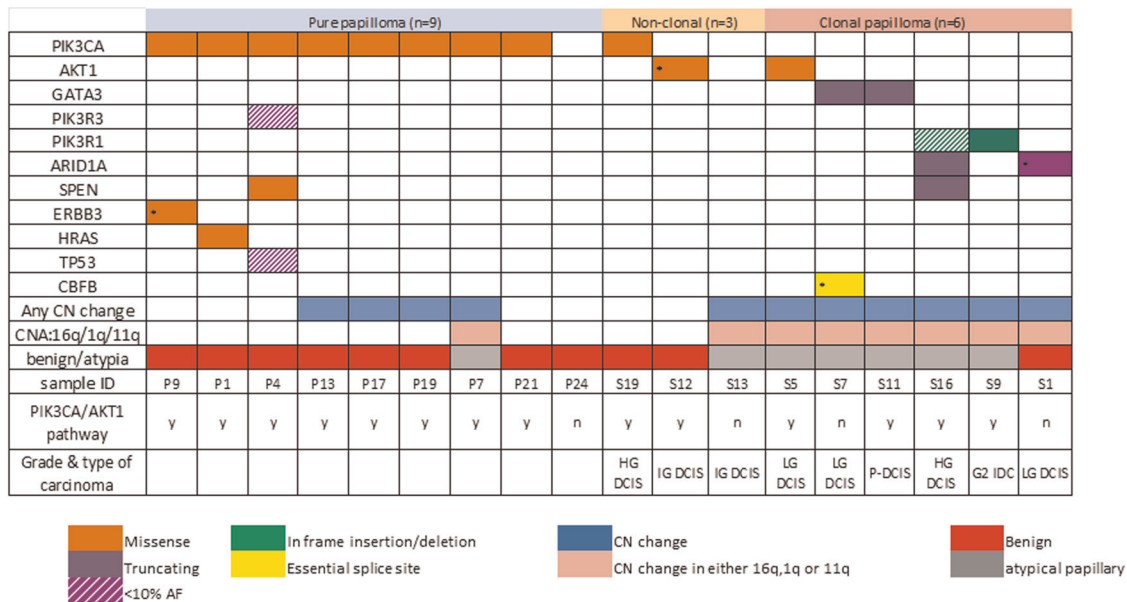 Pure papilloma (n=9) Non-clonal (n=3) Clonal papilloma (n=6)
PIK3CA
AKT1 *
GATA3
PIK3R3
PIK3R1
ARID1A *
SPEN
ERBB3 *
HRAS
TP53
CBFB *
Any CN change
CNA:16q/1q/11q
benign/atypia
sample ID P9 P1 P4 P13 P17 P19 P7 P21 P24 S19 S12 S13 S5 S7 S11 S16 S9 S1
PIK3CA/AKT1
pathway y y y y y y y y n y y n y n y y y n
Grade & type of
carcinoma HG DCIS IG DCIS IG DCIS LG DCIS LG DCIS P-DCIS HG DCIS G2 IDC LG DCIS
Missense In frame insertion/deletion CN change Benign
Truncating Essential splice site CN change in either 16q,1q or 11q atypical papillary
<10% AF